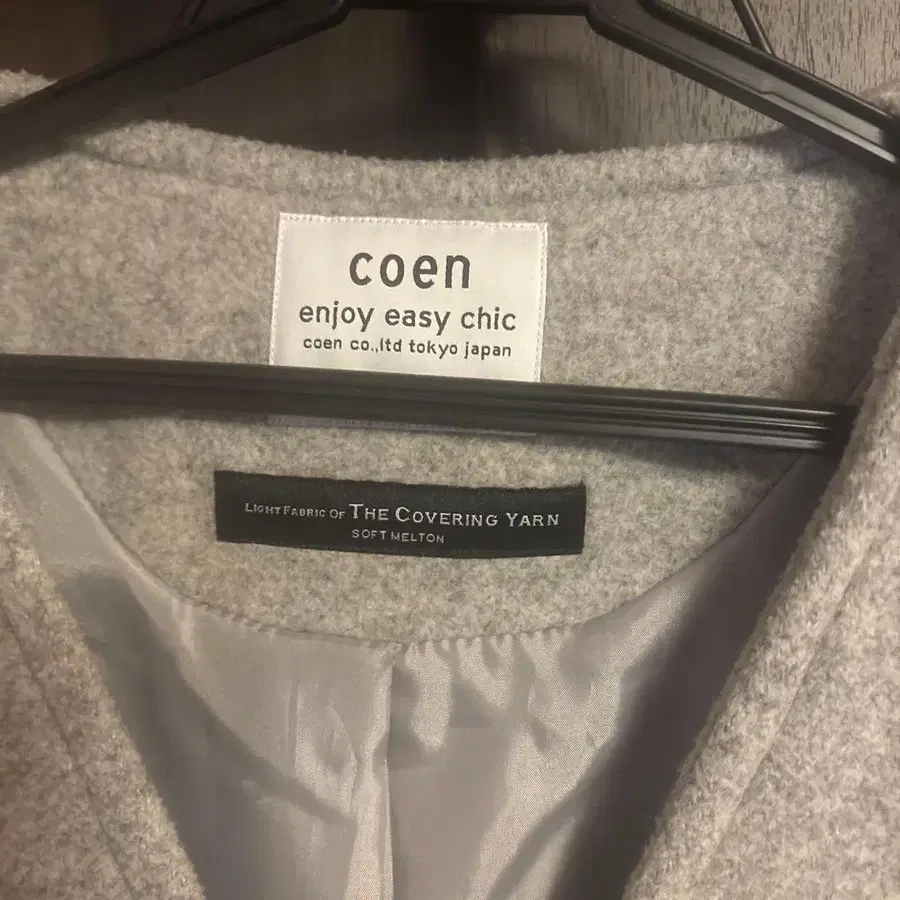 coen
enjoy easy chic
coen co.,ltd tokyo japan
LIGHT FABRIC OF THE COVERING YARN
SOFT MELTON